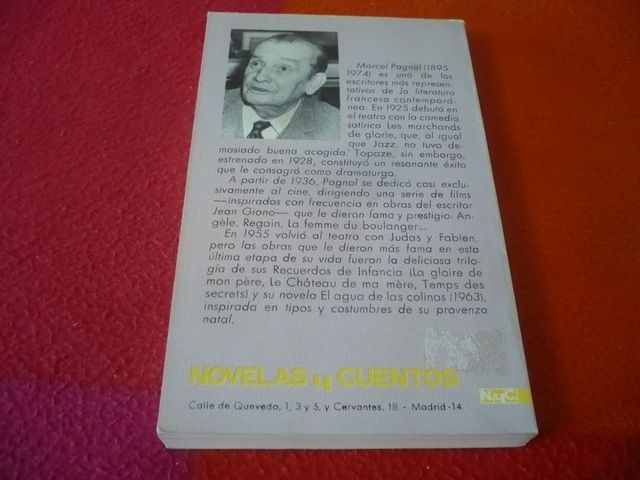 Marcel Pagnol (1895-
1974) es uno de los
escritores más represen-
tativos de la literatura
francesa contemporá-
nea. En 1925 debutó en
el teatro con la comedia
satírica Les marchands
de glorie, que, al igual
que Jazz, no tuvo de-
masiado buena acogida. Topaze, sin embargo,
estrenada en 1928, constituyó un resonante éxito
que le consagró como dramaturgo.
A partir de 1936, Pagnol se dedicó casi exclu-
sivamente al cine, dirigiendo una serie de films
—inspirados con frecuencia en obras del escritor
Jean Giono— que le dieron fama y prestigio: An-
gèle, Regain, La femme du boulanger...
En 1955 volvió al teatro con Judas y Fabien,
pero las obras que le dieron más fama en esta
última etapa de su vida fueron la deliciosa trilo-
gía de sus Recuerdos de Infancia (La gloire de
mon père, Le Château de ma mère, Temps des
secrets) y su novela El agua de las colinas (1963),
inspirada en tipos y costumbres de su provenza
natal.
NOVELAS y CUENTOS
N.y C.
Calle de Quevedo, 1, 3 y 5, y Cervantes, 18 - Madrid-14